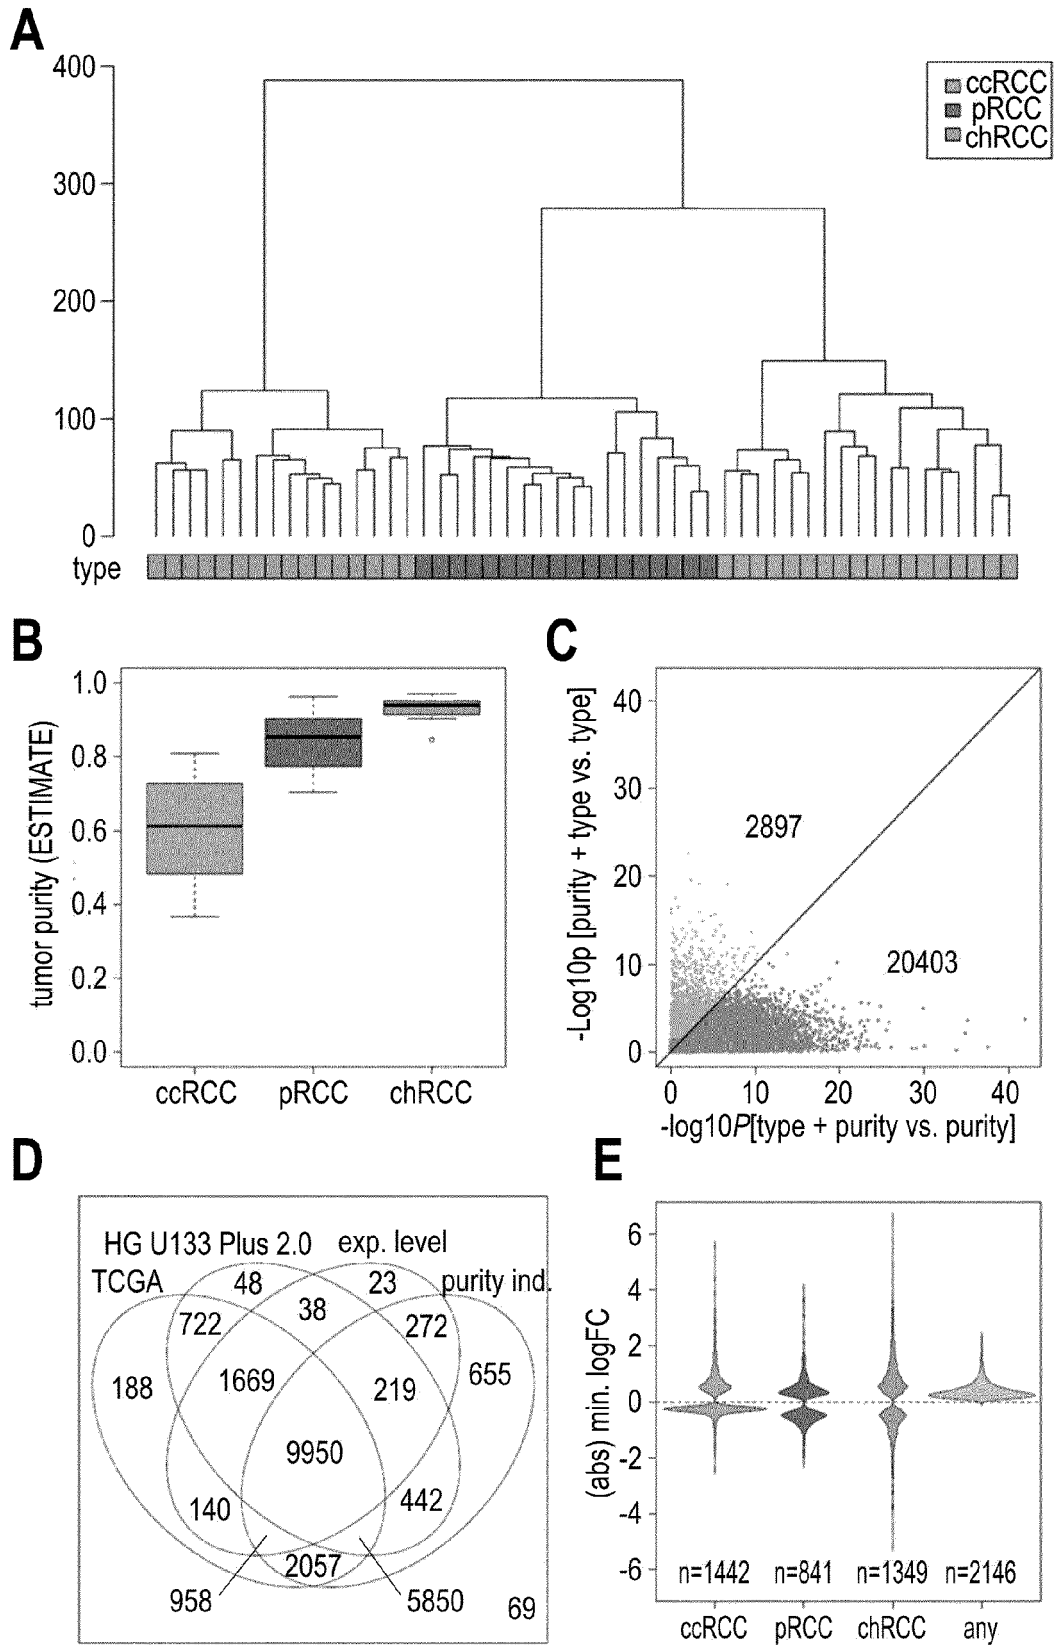 A
400
300
200
100
0
type
ccRCC
pRCC
chRCC
B
1.0
0.8
0.6
0.4
0.2
0.0
tumor purity (ESTIMATE)
ccRCC pRCC chRCC
C
40
30
20
10
0
-Log10p [purity + type vs. type]
2897
20403
0 10 20 30 40
-log10P[type + purity vs. purity]
D
HG U133 Plus 2.0 exp. level
TCGA 48 23 purity ind.
722 38 272
188 1669 219 655
9950
140 442
2057
958 5850 69
E
6
4
2
0
-2
-4
-6
(abs) min. logFC
n=1442 n=841 n=1349 n=2146
ccRCC pRCC chRCC any